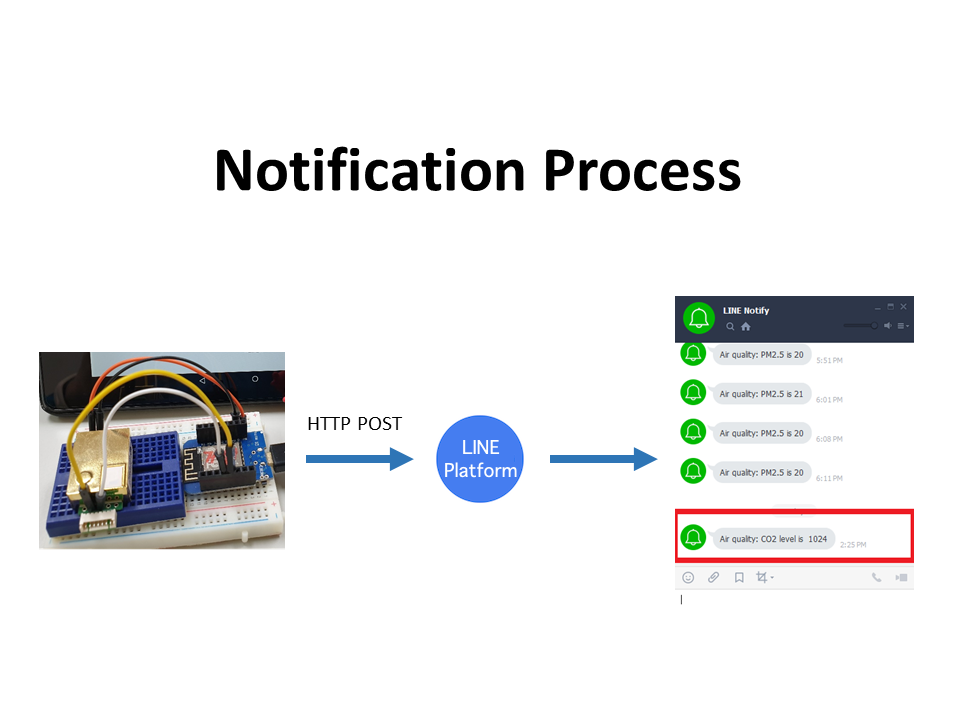 Notification Process
HTTP POST
LINE
Platform
LINE Notify
Air quality: PM2.5 is 20
5:51 PM
Air quality: PM2.5 is 21
6:01 PM
Air quality: PM2.5 is 20
6:08 PM
Air quality: PM2.5 is 20
6:11 PM
Air quality: CO2 level is 1024
2:25 PM